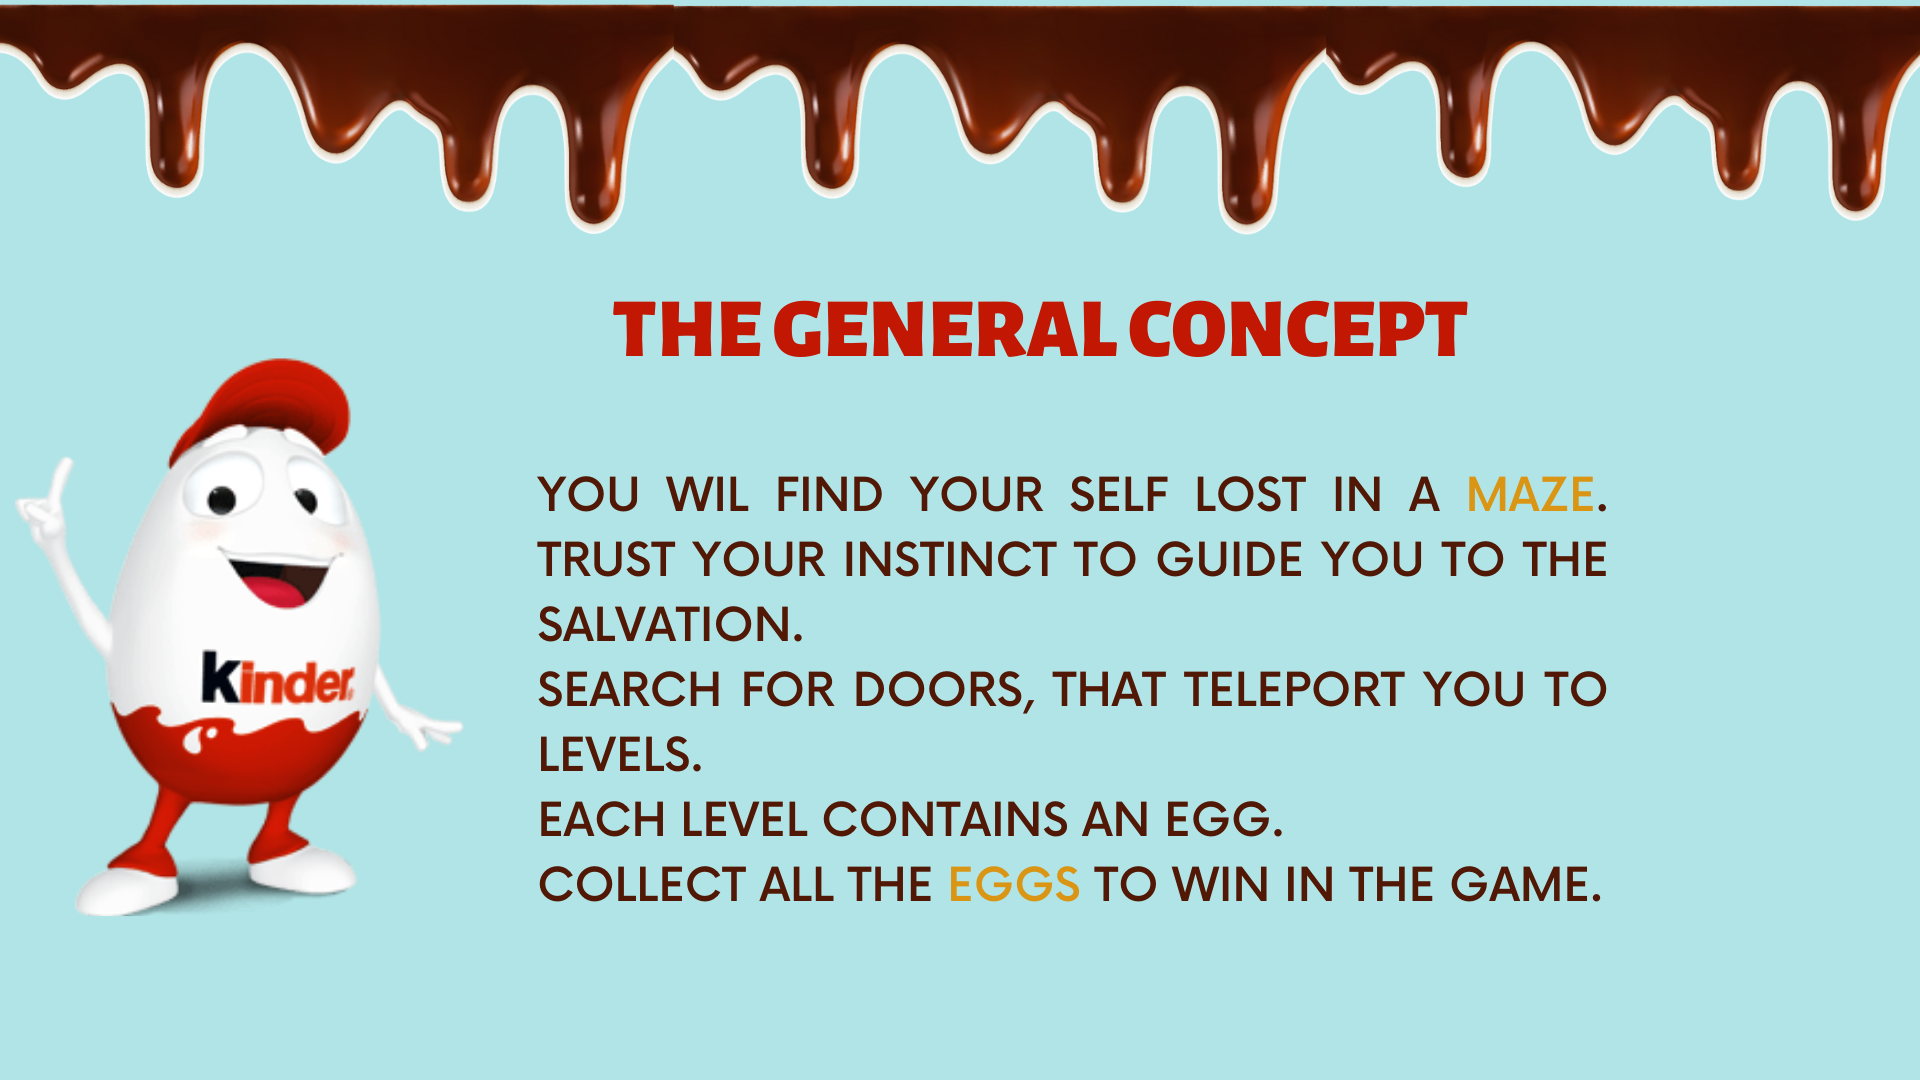 THE GENERAL CONCEPT
YOU WIL FIND YOUR SELF LOST IN A MAZE.
TRUST YOUR INSTINCT TO GUIDE YOU TO THE
SALVATION.
SEARCH FOR DOORS, THAT TELEPORT YOU TO
LEVELS.
EACH LEVEL CONTAINS AN EGG.
COLLECT ALL THE EGGS TO WIN IN THE GAME.
kinder